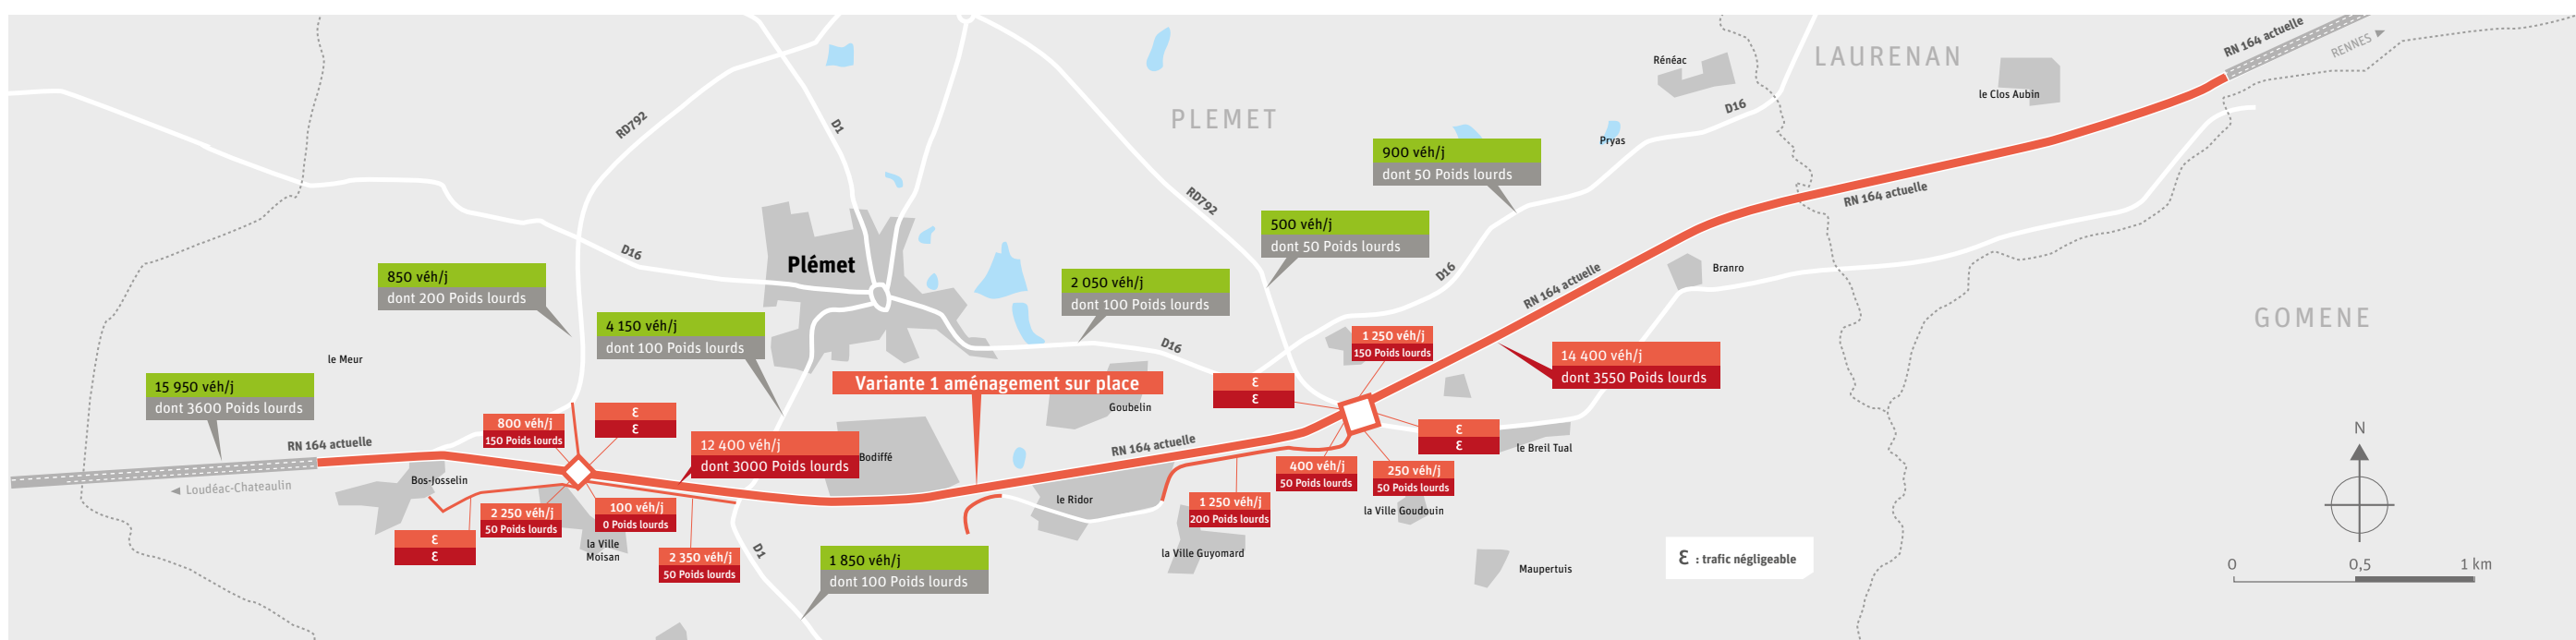 RN 164 actuelle
RENNES
LAURENAN
Rénéac
le Clos Aubin
D16
PLEMET
RD792
D1
Pryas
900 véh/j
dont 50 Poids lourds
RD792
RN 164 actuelle
500 véh/j
dont 50 Poids lourds
D16
Plémet
D16
Branro
850 véh/j
dont 200 Poids lourds
2 050 véh/j
dont 100 Poids lourds
RN 164 actuelle
GOMENE
4 150 véh/j
dont 100 Poids lourds
D16
1 250 véh/j
150 Poids lourds
14 400 véh/j
dont 3550 Poids lourds
le Meur
15 950 véh/j
dont 3600 Poids lourds
Variante 1 aménagement sur place
Goubelin
ε
ε
800 véh/j
150 Poids lourds
ε
ε
12 400 véh/j
dont 3000 Poids lourds
Bodiffé
RN 164 actuelle
RN 164 actuelle
ε
ε
le Breil Tual
N
Loudéac-Chateaulin
Bos-Josselin
400 véh/j
50 Poids lourds
250 véh/j
50 Poids lourds
le Ridor
1 250 véh/j
200 Poids lourds
la Ville Goudouin
2 250 véh/j
50 Poids lourds
100 véh/j
0 Poids lourds
ε
ε
la Ville
Moisan
D1
2 350 véh/j
50 Poids lourds
1 850 véh/j
dont 100 Poids lourds
la Ville Guyomard
Maupertuis
ε : trafic négligeable
0 0,5 1 km